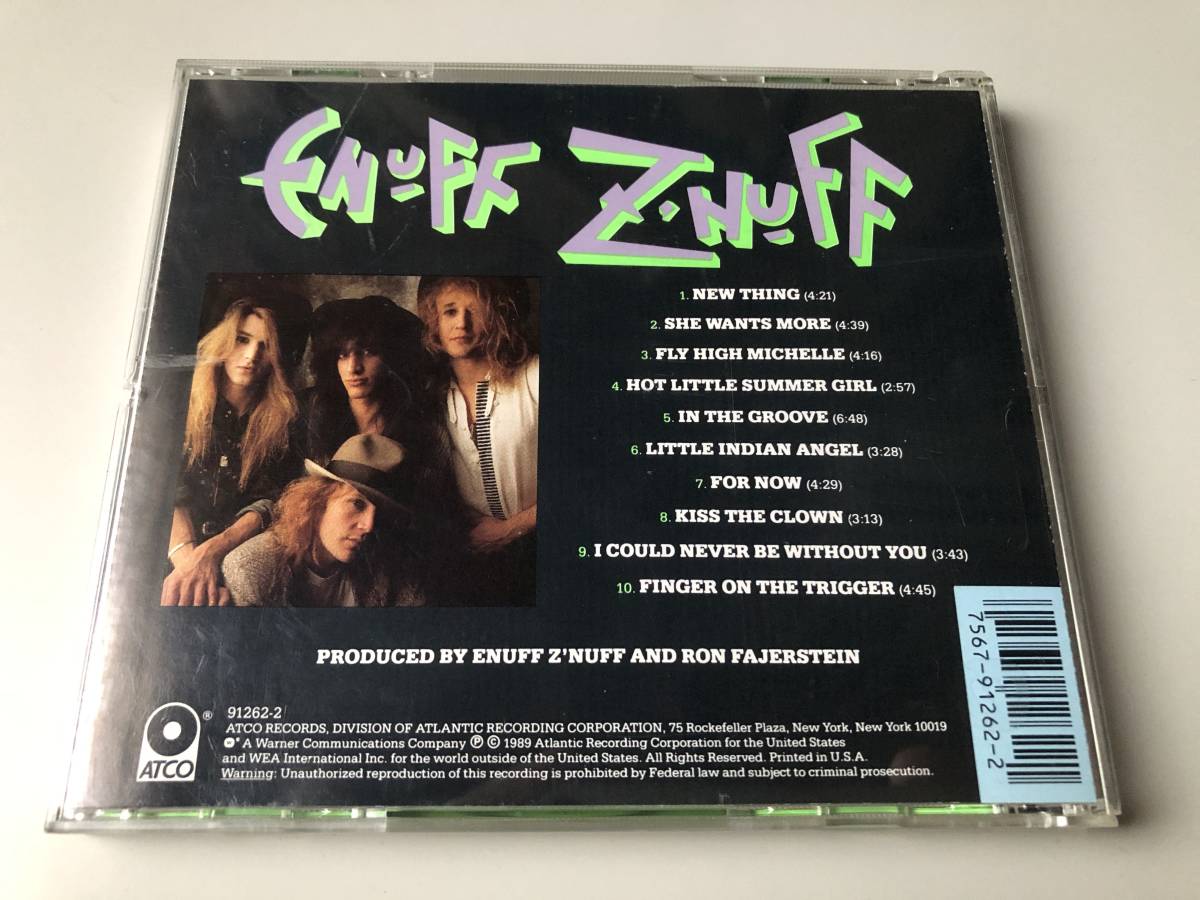 ENUFF Z'NUFF
1. NEW THING (4:21)
2. SHE WANTS MORE (4:39)
3. FLY HIGH MICHELLE (4:16)
4. HOT LITTLE SUMMER GIRL (2:57)
5. IN THE GROOVE (6:48)
6. LITTLE INDIAN ANGEL (3:28)
7. FOR NOW (4:29)
8. KISS THE CLOWN (3:13)
9. I COULD NEVER BE WITHOUT YOU (3:43)
10. FINGER ON THE TRIGGER (4:45)
PRODUCED BY ENUFF Z'NUFF AND RON FAJERSTEIN
ATCO ®
91262-2
ATCO RECORDS, DIVISION OF ATLANTIC RECORDING CORPORATION, 75 Rockefeller Plaza, New York, New York 10019
A Warner Communications Company ℗ © 1989 Atlantic Recording Corporation for the United States
and WEA International Inc. for the world outside of the United States. All Rights Reserved. Printed in U.S.A.
Warning: Unauthorized reproduction of this recording is prohibited by Federal law and subject to criminal prosecution.
7567-91262-2